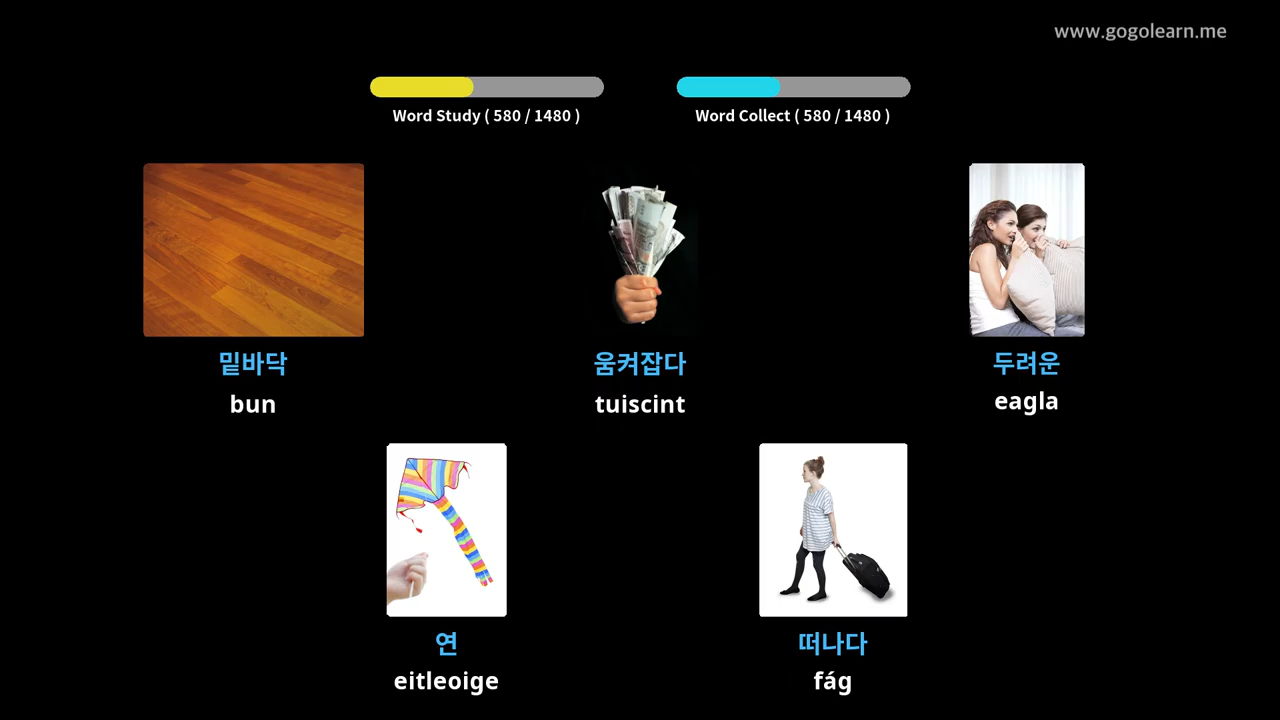 www.gogolearn.me
Word Study ( 580 / 1480 )
Word Collect ( 580 / 1480 )
밑바닥
bun
움켜잡다
tuiscint
두려운
eagla
연
eitleoige
떠나다
fág